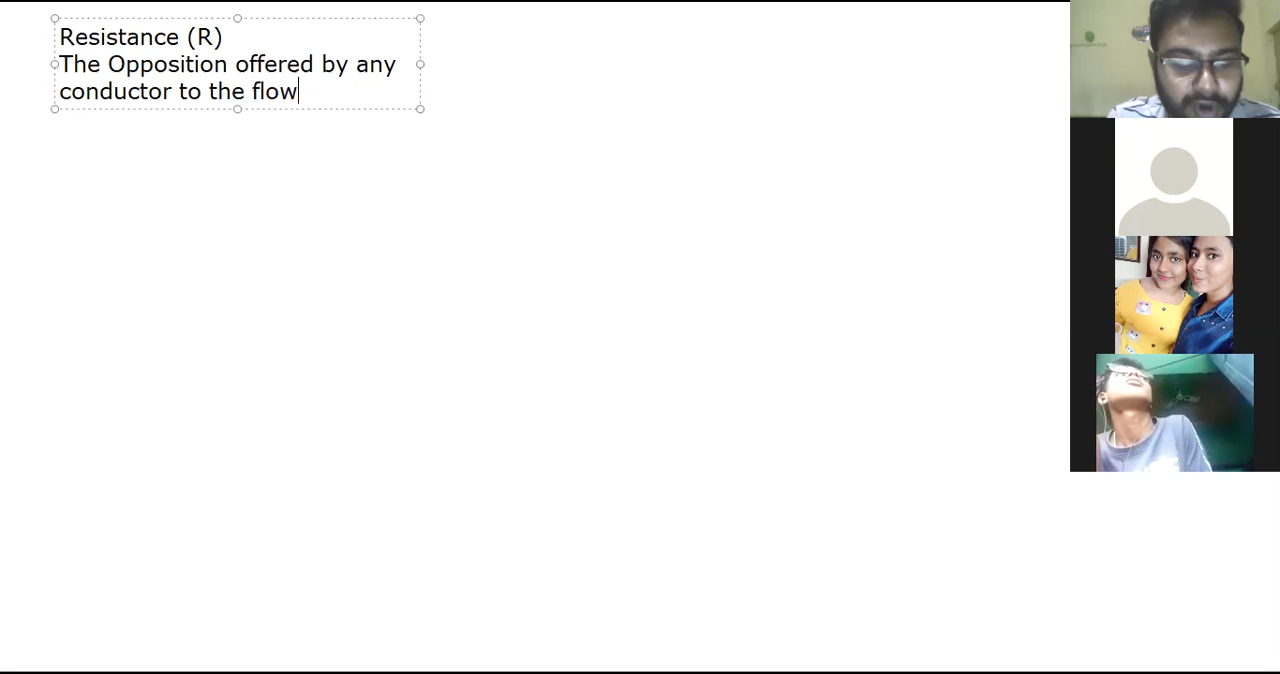 Resistance (R)
The Opposition offered by any
conductor to the flow